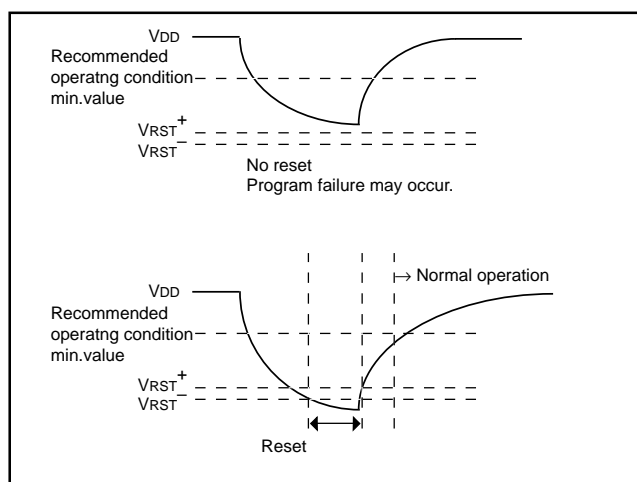 VDD
Recommended
operatng condition
min.value
VRST+
VRST−
No reset
Program failure may occur.
→ Normal operation
VDD
Recommended
operatng condition
min.value
VRST+
VRST−
Reset